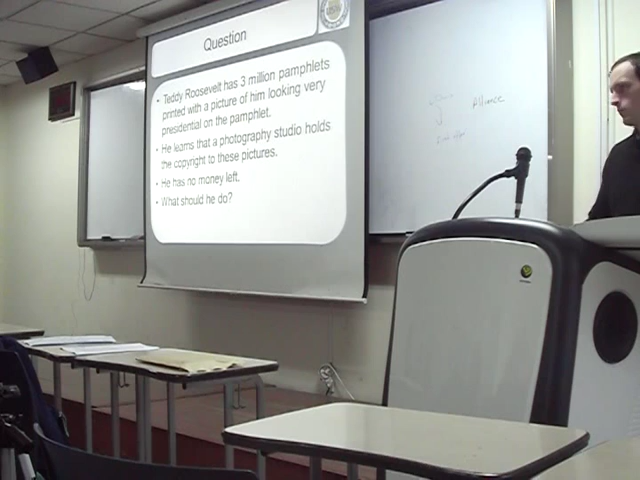 Question
• Teddy Roosevelt has 3 million pamphlets
printed with a picture of him looking very
presidential on the pamphlet.
• He learns that a photography studio holds
the copyright to these pictures.
• He has no money left.
• What should he do?
Alliance